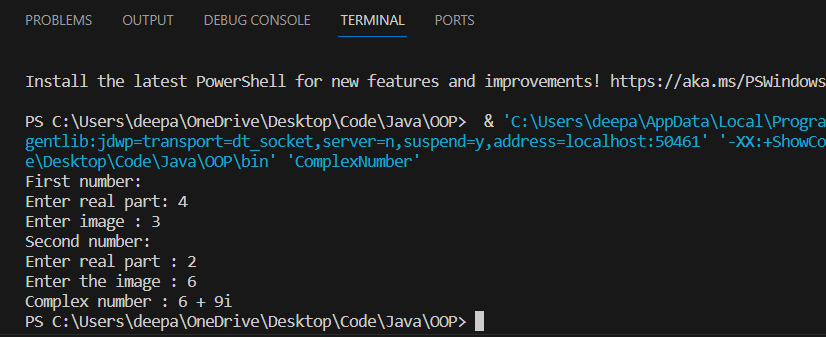 PROBLEMS OUTPUT DEBUG CONSOLE TERMINAL PORTS
Install the latest PowerShell for new features and improvements! https://aka.ms/PSWindows
PS C:\Users\deepa\OneDrive\Desktop\Code\Java\OOP>  & 'C:\Users\deepa\AppData\Local\Progra
gentlib:jdwp=transport=dt_socket,server=n,suspend=y,address=localhost:50461' '-XX:+ShowCo
e\Desktop\Code\Java\OOP\bin' 'ComplexNumber'
First number:
Enter real part: 4
Enter image : 3
Second number:
Enter real part : 2
Enter the image : 6
Complex number : 6 + 9i
PS C:\Users\deepa\OneDrive\Desktop\Code\Java\OOP>